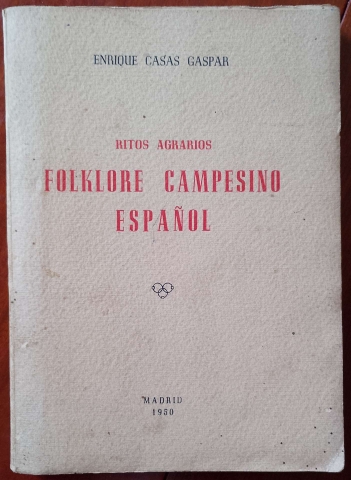 ENRIQUE CASAS GASPAR
RITOS AGRARIOS
FOLKLORE CAMPESINO
ESPAÑOL
MADRID
1950